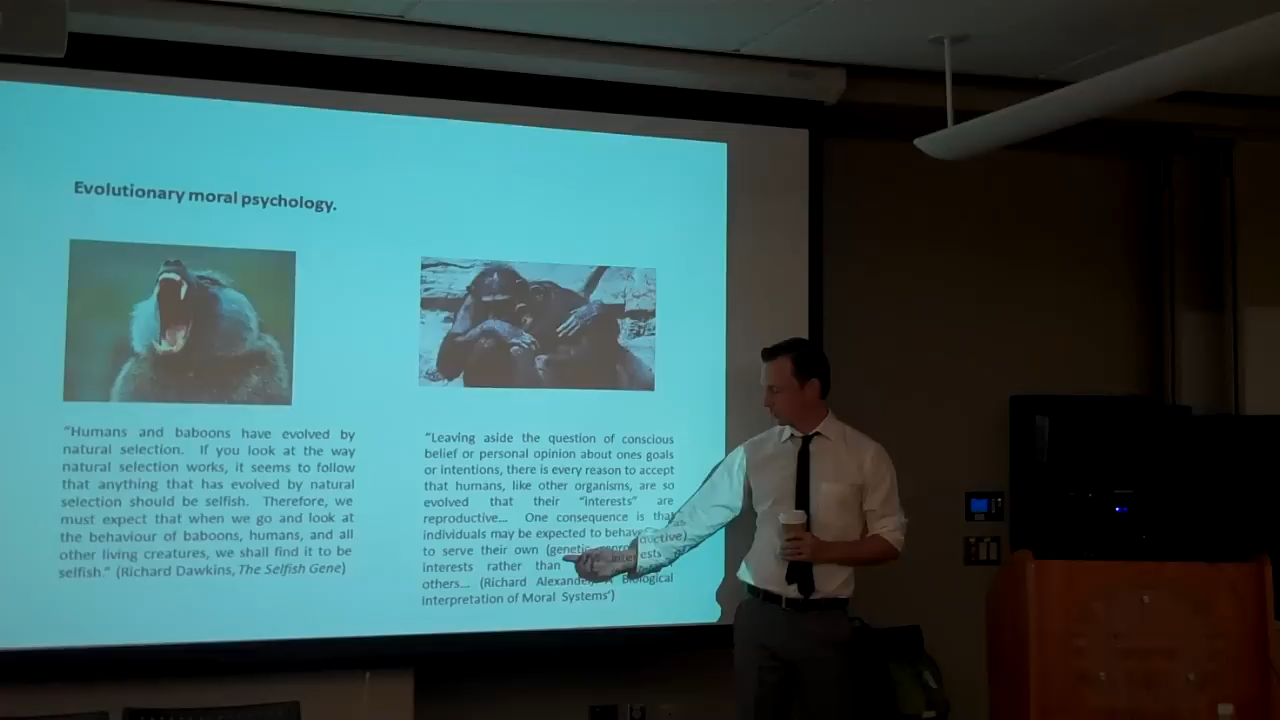 Evolutionary moral psychology.
"Humans and baboons have evolved by
natural selection. If you look at the way
natural selection works, it seems to follow
that anything that has evolved by natural
selection should be selfish. Therefore, we
must expect that when we go and look at
the behaviour of baboons, humans, and all
other living creatures, we shall find it to be
selfish." (Richard Dawkins, The Selfish Gene)
"Leaving aside the question of conscious
belief or personal opinion about ones goals
or intentions, there is every reason to accept
that humans, like other organisms, are so
evolved that their "interests" are
reproductive... One consequence is that
individuals may be expected to behave
to serve their own (genetic
interests rather than
others... (Richard Alexander, Biological
Interpretation of Moral Systems')